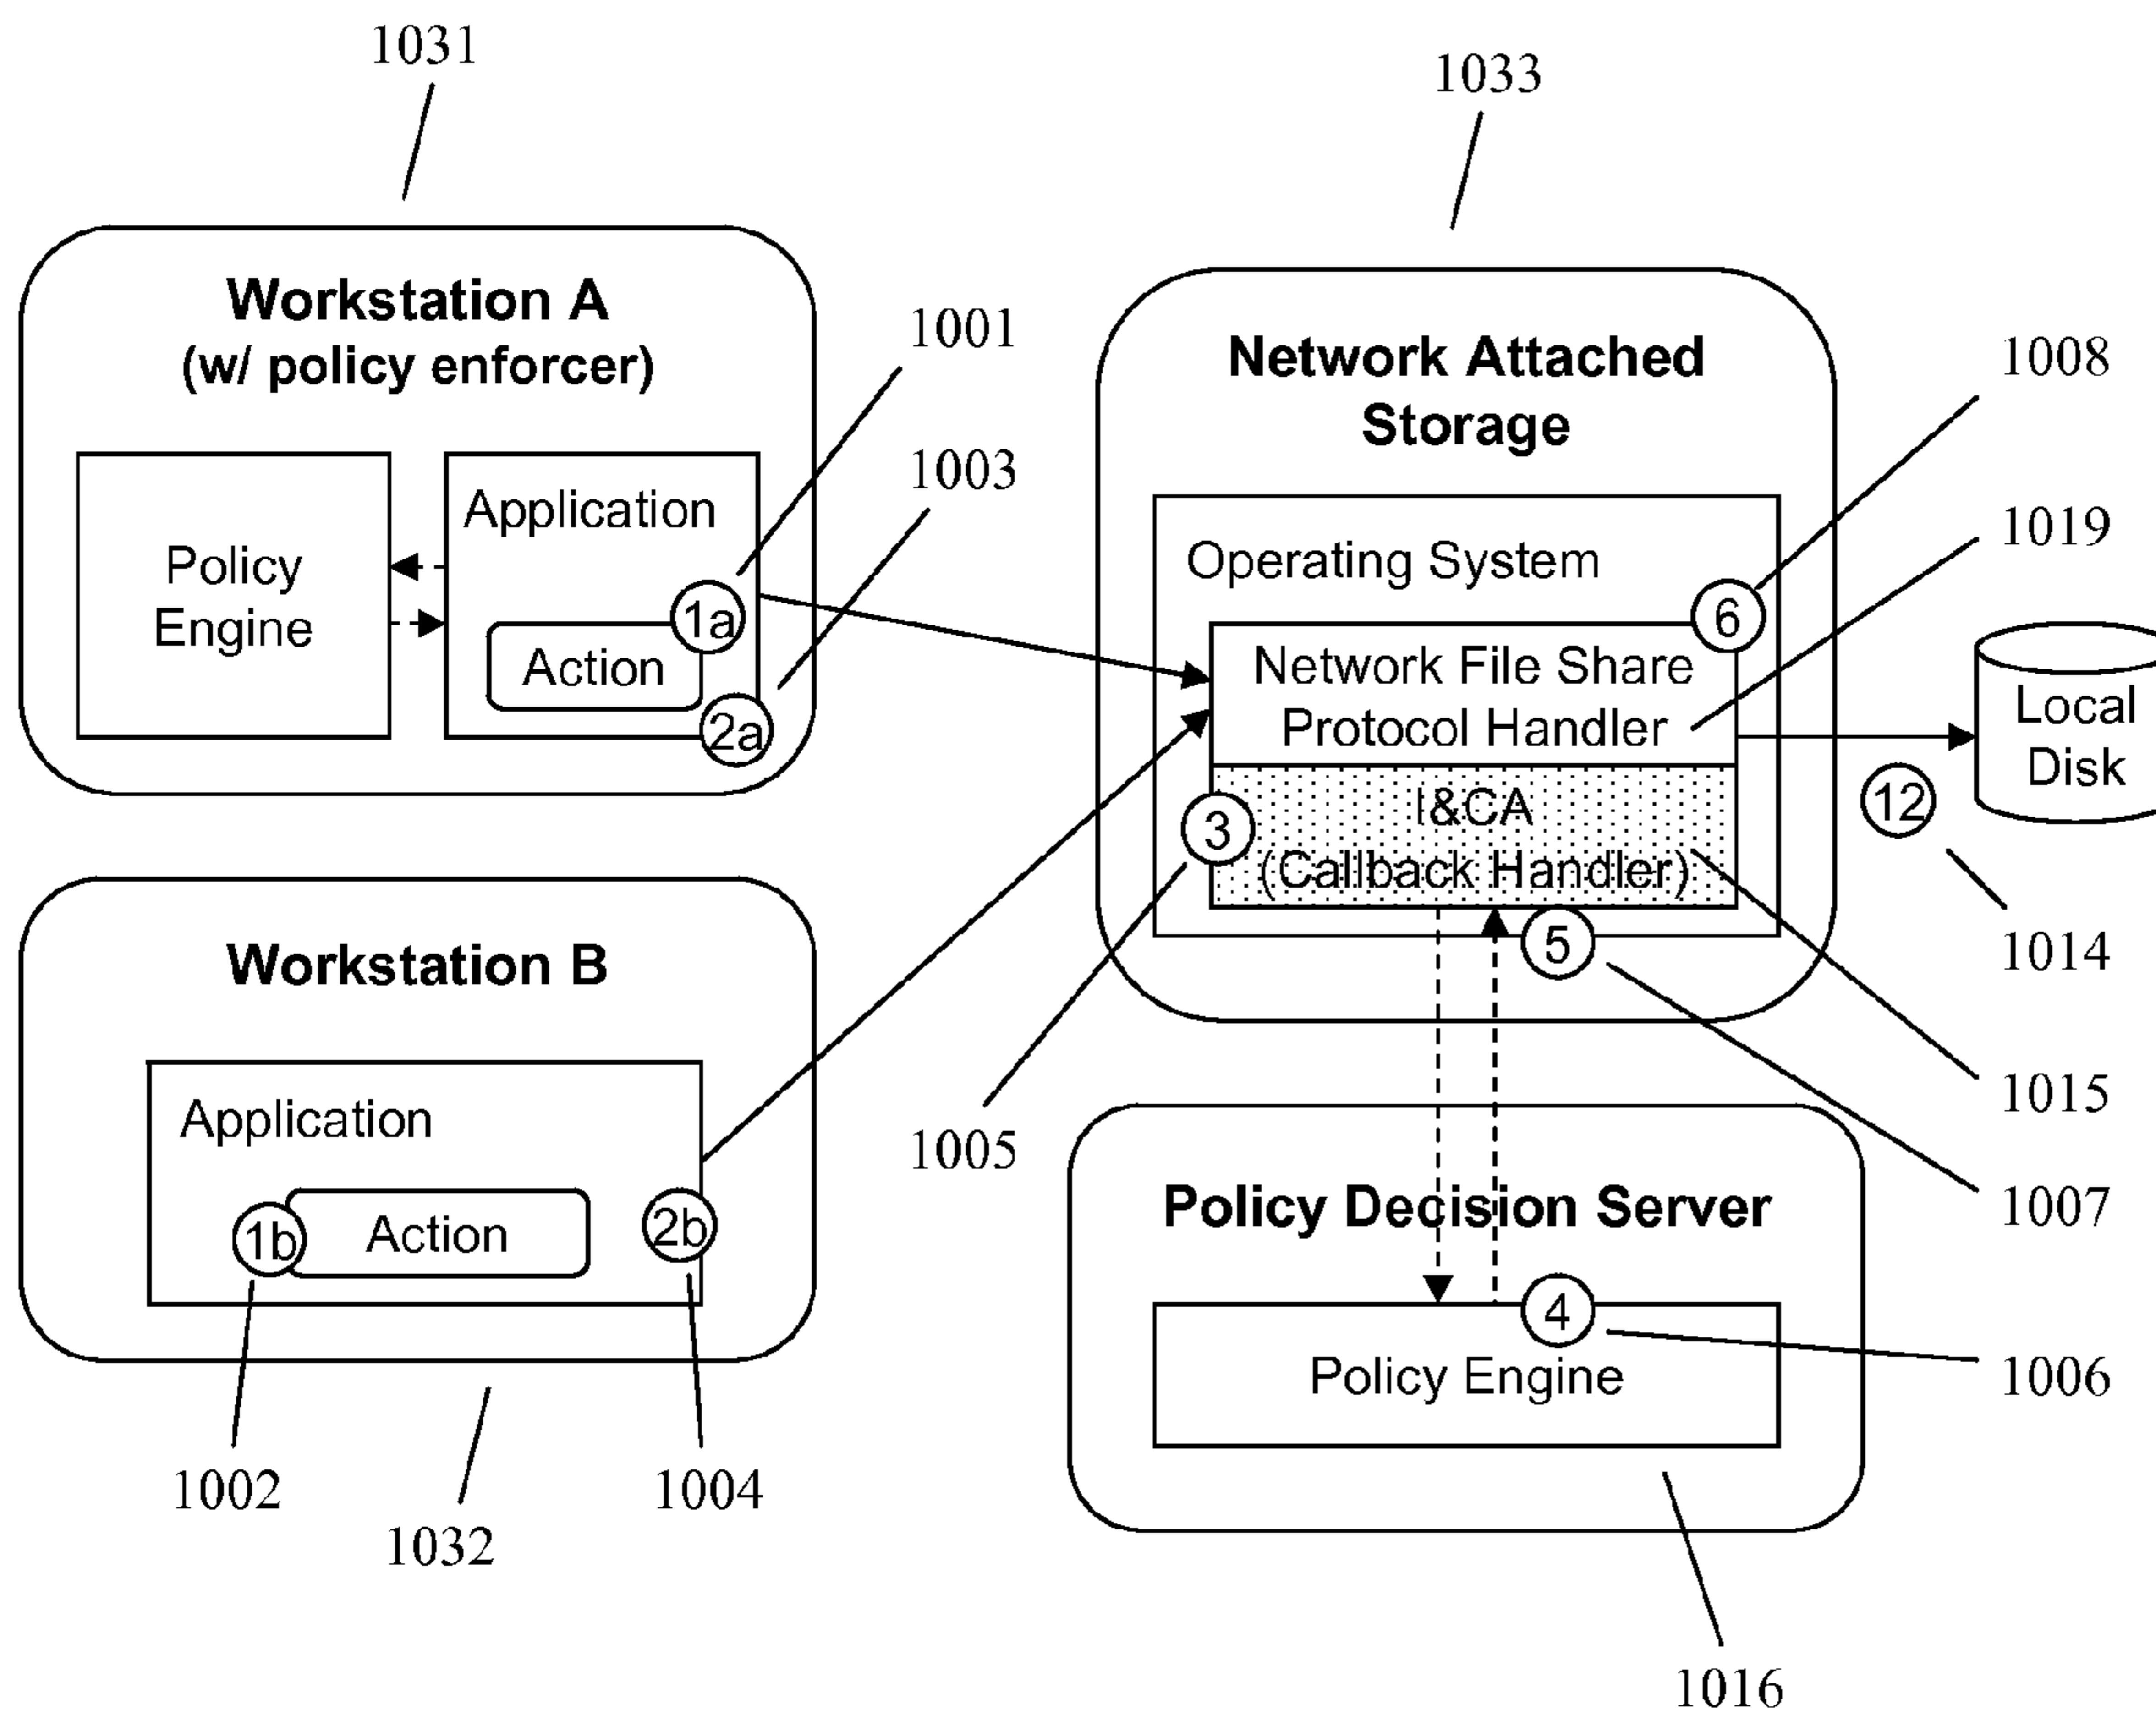 1031
1033
Workstation A
(w/ policy enforcer)
Policy
Engine
Application
1a
Action
2a
1001
1003
Network Attached
Storage
Operating System
6
Network File Share
Protocol Handler
I&CA
(Callback Handler)
3
5
1008
1019
Local
Disk
12
1014
1015
1007
1005
Workstation B
Application
1b
Action
2b
1002
1004
1032
Policy Decision Server
4
Policy Engine
1006
1016